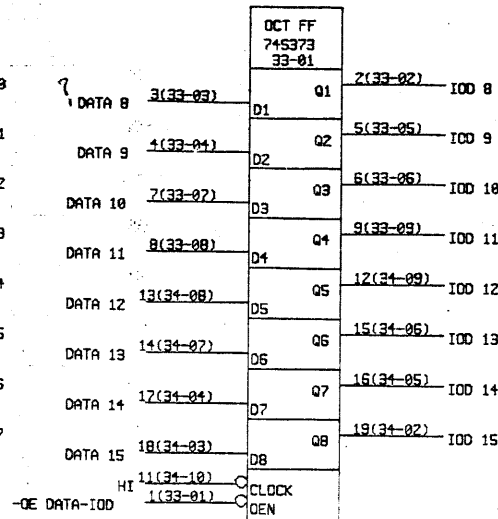 OCT FF
74S373
33-01
DATA 8 3(33-03) D1 Q1 2(33-02) IOD 8
DATA 9 4(33-04) D2 Q2 5(33-05) IOD 9
DATA 10 7(33-07) D3 Q3 6(33-06) IOD 10
DATA 11 8(33-08) D4 Q4 9(33-09) IOD 11
DATA 12 13(34-08) D5 Q5 12(34-09) IOD 12
DATA 13 14(34-07) D6 Q6 15(34-06) IOD 13
DATA 14 17(34-04) D7 Q7 16(34-05) IOD 14
DATA 15 18(34-03) D8 Q8 19(34-02) IOD 15
HI 11(34-10) CLOCK
-OE DATA-IOD 1(33-01) OEN